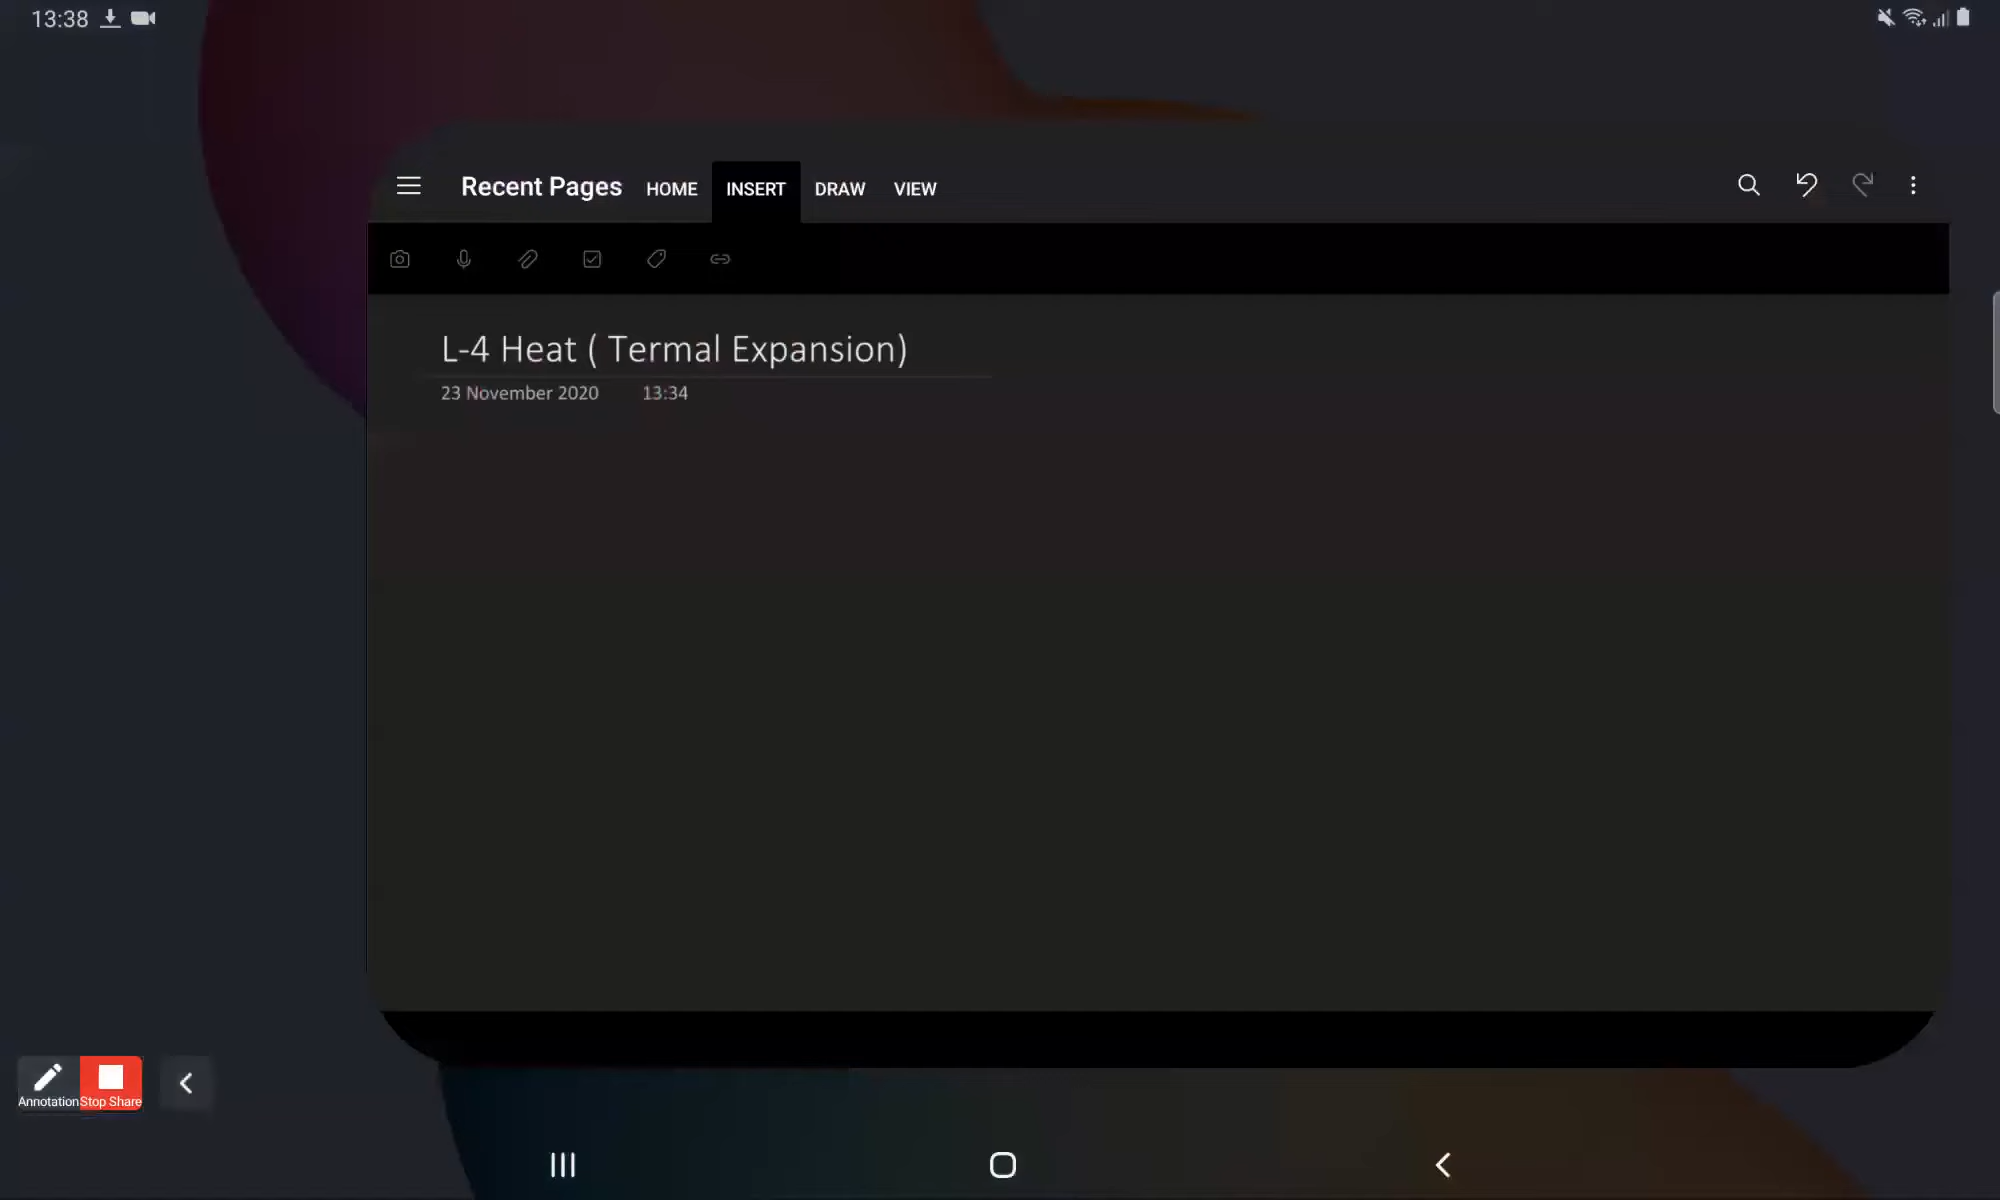 13:38
Recent Pages HOME INSERT DRAW VIEW
L-4 Heat ( Termal Expansion)
23 November 2020 13:34
Annotation Stop Share